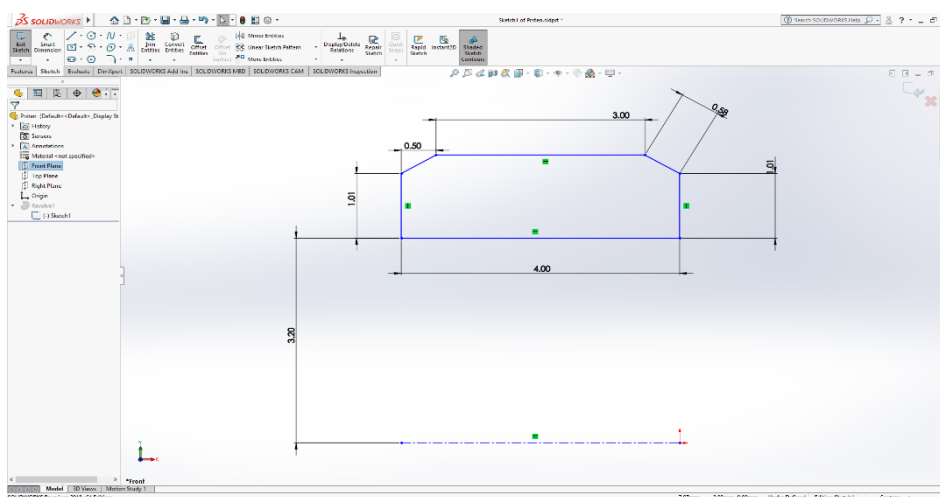 SOLIDWORKS
Sketch1 of Proten.sldprt *
Search SOLIDWORKS Help
Exit Sketch
Smart Dimension
Convert Entities
Offset Entities
Mirror Entities
Linear Sketch Pattern
Move Entities
Display/Delete Relations
Repair Sketch
Rapid Sketch
Instant2D
Shaded Sketch Contours
Features Sketch Evaluate DimXpert SOLIDWORKS Add-Ins SOLIDWORKS MBD SOLIDWORKS CAM SOLIDWORKS Inspection
Proten (Default<<Default>_Display St
History
Sensors
Annotations
Material <not specified>
Front Plane
Top Plane
Right Plane
Origin
Revolve1
(-) Sketch1
3.00
0.58
0.50
1.01
1.01
4.00
3.20
*Front
Model 3D Views Motion Study 1